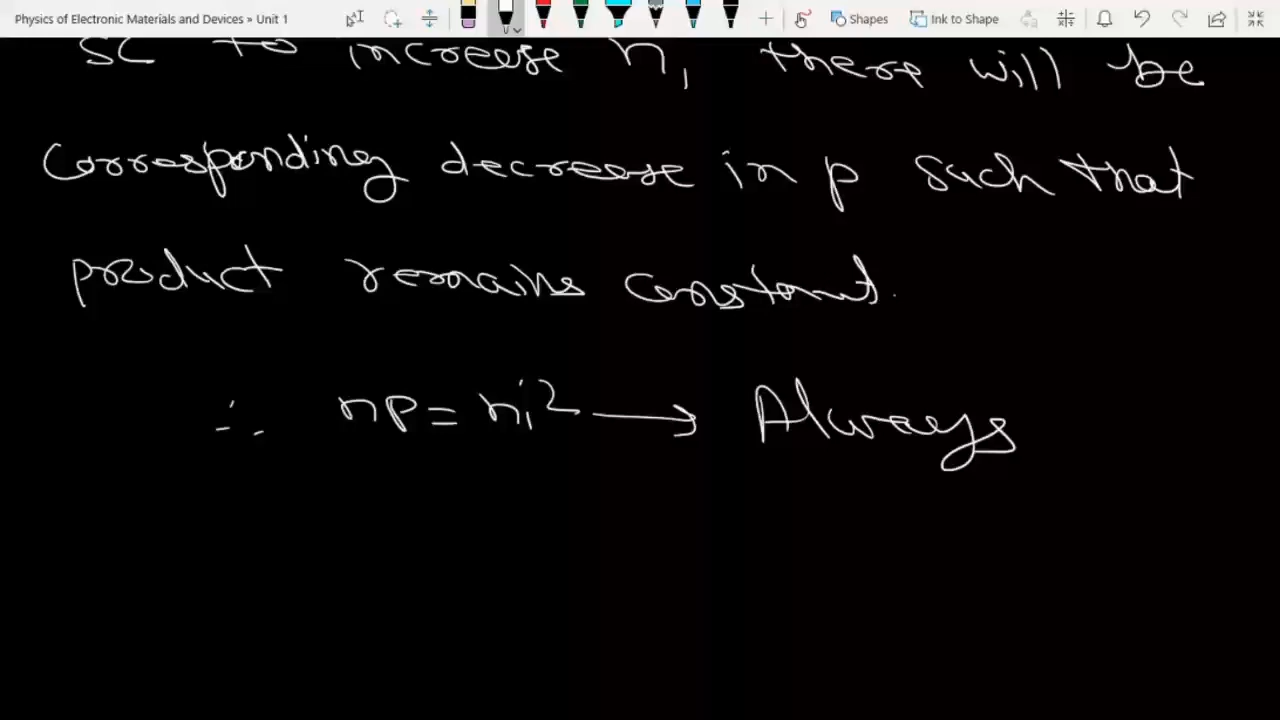 Physics of Electronic Materials and Devices » Unit 1
Shapes
Ink to Shape
SC to increase n, there will be
corresponding decrease in p such that
product remains constant.
∴ np = ni² → Always